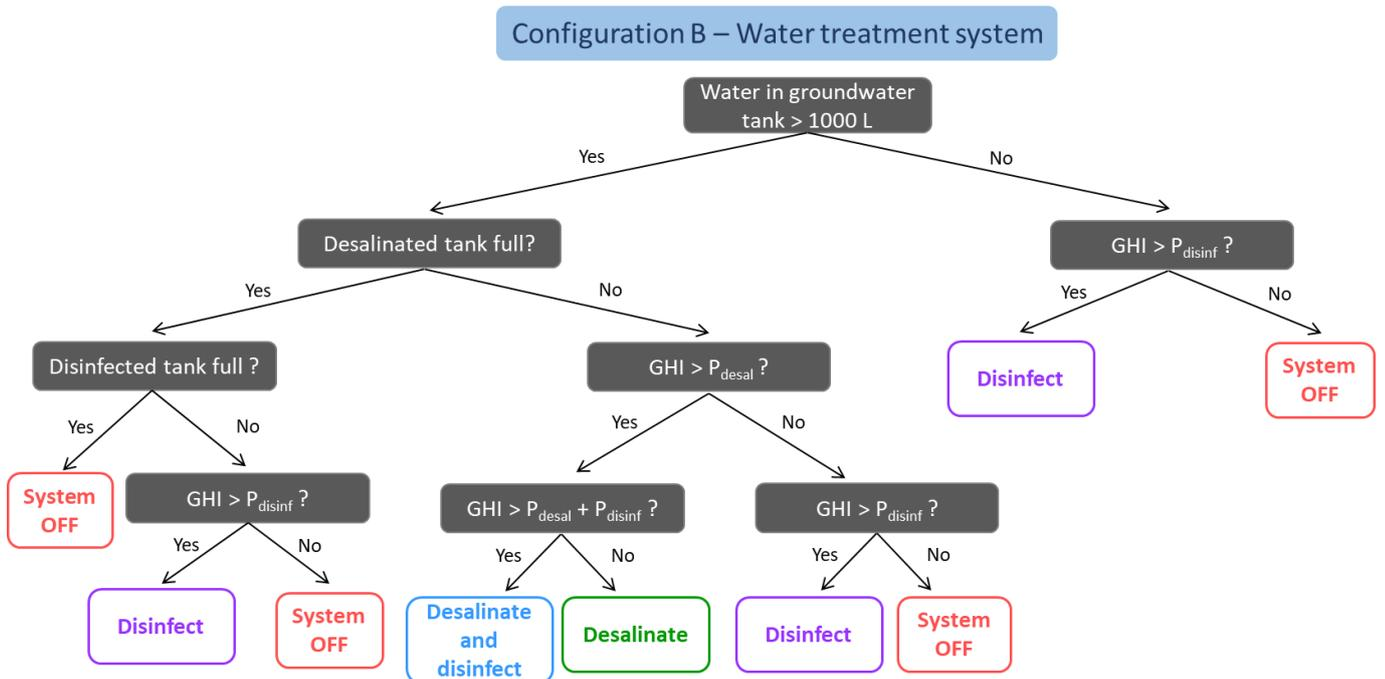 Configuration B – Water treatment system
Water in groundwater
tank > 1000 L
Yes
No
Desalinated tank full?
GHI > Pdisinf ?
Yes
No
Yes
No
Disinfected tank full ?
GHI > Pdesal ?
Disinfect
System
OFF
Yes
No
Yes
No
System
OFF
GHI > Pdisinf ?
GHI > Pdesal + Pdisinf ?
GHI > Pdisinf ?
Yes
No
Yes
No
Yes
No
Disinfect
System
OFF
Desalinate
and
disinfect
Desalinate
Disinfect
System
OFF